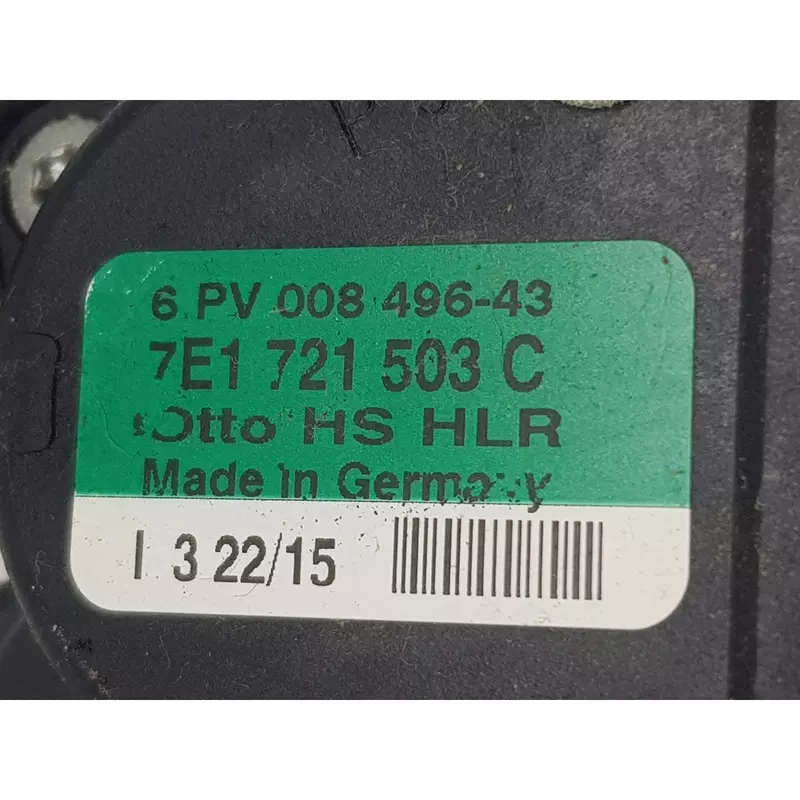 6 PV 008 496-43
7E1 721 503 C
Otto HS HLR
Made in Germany
I 3 22/15